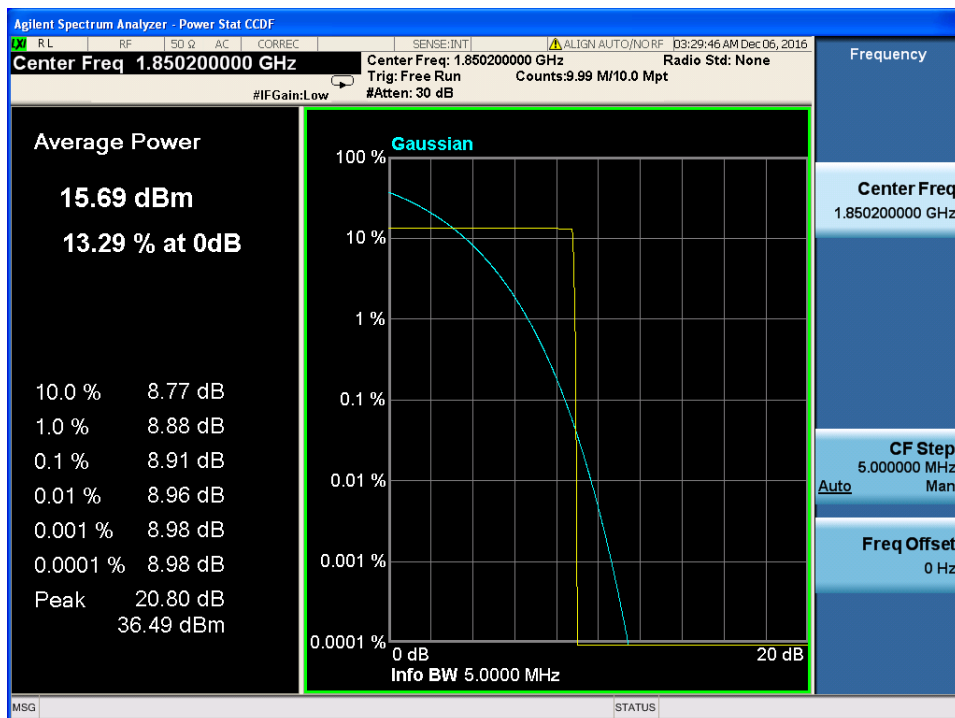 Agilent Spectrum Analyzer - Power Stat CCDF
LXI RL RF 50 Ω AC CORREC SENSE:INT ALIGN AUTO/NO RF 03:29:46 AM Dec 06, 2016
Center Freq 1.850200000 GHz
#IFGain:Low
Center Freq: 1.850200000 GHz Radio Std: None
Trig: Free Run Counts:9.99 M/10.0 Mpt
#Atten: 30 dB
Average Power
15.69 dBm
13.29 % at 0dB
10.0 % 8.77 dB
1.0 % 8.88 dB
0.1 % 8.91 dB
0.01 % 8.96 dB
0.001 % 8.98 dB
0.0001 % 8.98 dB
Peak 20.80 dB
36.49 dBm
Gaussian
100 %
10 %
1 %
0.1 %
0.01 %
0.001 %
0.0001 %
0 dB 20 dB
Info BW 5.0000 MHz
Frequency
Center Freq
1.850200000 GHz
CF Step
5.000000 MHz
Auto Man
Freq Offset
0 Hz
MSG STATUS